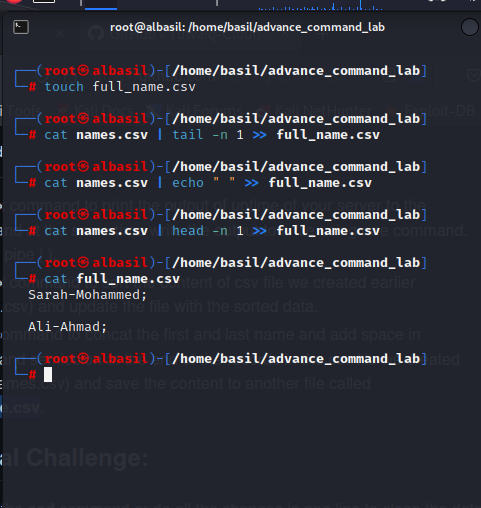 root@albasil: /home/basil/advance_command_lab
┌──(root㉿albasil)-[/home/basil/advance_command_lab]
└─# touch full_name.csv
┌──(root㉿albasil)-[/home/basil/advance_command_lab]
└─# cat names.csv | tail -n 1 >> full_name.csv
┌──(root㉿albasil)-[/home/basil/advance_command_lab]
└─# cat names.csv | echo " " >> full_name.csv
┌──(root㉿albasil)-[/home/basil/advance_command_lab]
└─# cat names.csv | head -n 1 >> full_name.csv
┌──(root㉿albasil)-[/home/basil/advance_command_lab]
└─# cat full_name.csv
Sarah-Mohammed;
Ali-Ahmad;
┌──(root㉿albasil)-[/home/basil/advance_command_lab]
└─#
al Challenge: